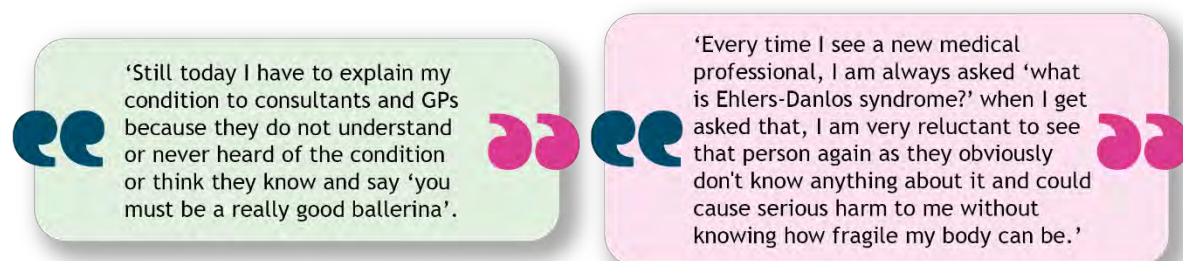 ‘Still today I have to explain my
condition to consultants and GPs
because they do not understand
or never heard of the condition
or think they know and say ‘you
must be a really good ballerina’.
‘Every time I see a new medical
professional, I am always asked ‘what
is Ehlers-Danlos syndrome?’ when I get
asked that, I am very reluctant to see
that person again as they obviously
don't know anything about it and could
cause serious harm to me without
knowing how fragile my body can be.’